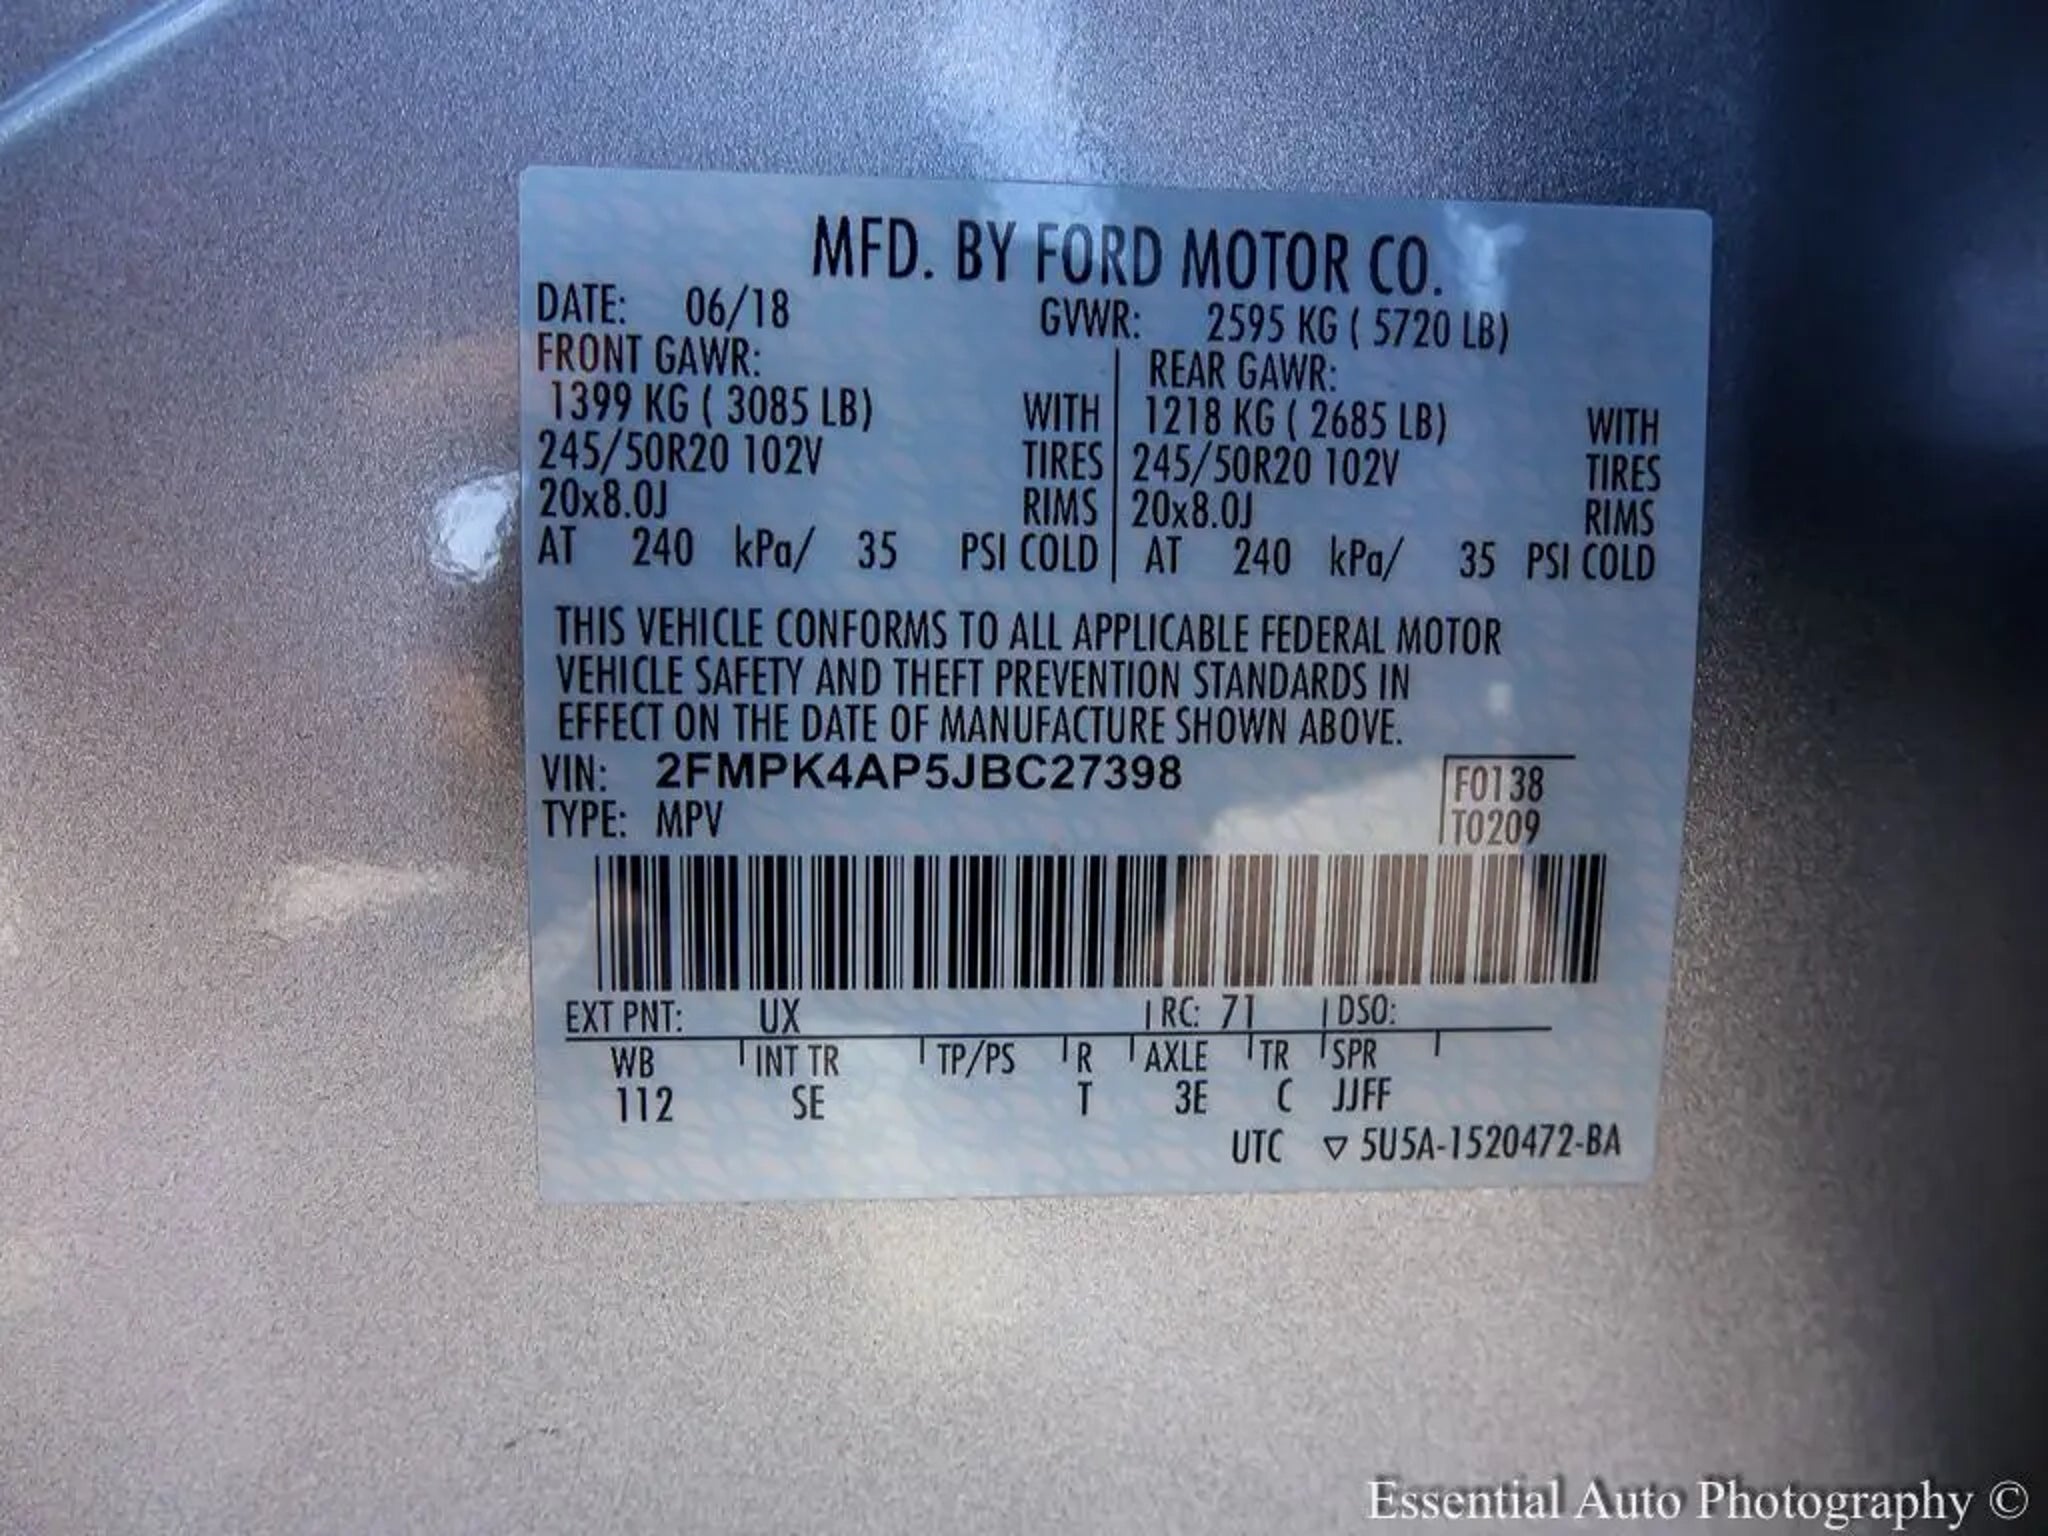 MFD. BY FORD MOTOR CO.
DATE: 06/18 GVWR: 2595 KG ( 5720 LB)
FRONT GAWR: REAR GAWR:
1399 KG ( 3085 LB) WITH 1218 KG ( 2685 LB) WITH
245/50R20 102V TIRES 245/50R20 102V TIRES
20x8.0J RIMS 20x8.0J RIMS
AT 240 kPa/ 35 PSI COLD AT 240 kPa/ 35 PSI COLD
THIS VEHICLE CONFORMS TO ALL APPLICABLE FEDERAL MOTOR
VEHICLE SAFETY AND THEFT PREVENTION STANDARDS IN
EFFECT ON THE DATE OF MANUFACTURE SHOWN ABOVE.
VIN: 2FMPK4AP5JBC27398 F0138
TYPE: MPV T0209
EXT PNT: UX RC: 71 DSO:
WB INT TR TP/PS R AXLE TR SPR
112 SE T 3E C JJFF
UTC ▽ 5U5A-1520472-BA
Essential Auto Photography ©